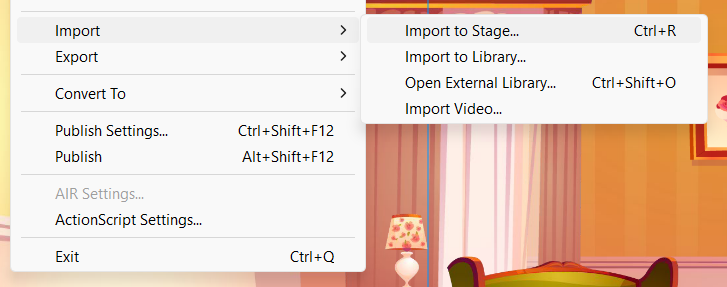 Import
Export
Convert To
Publish Settings... Ctrl+Shift+F12
Publish Alt+Shift+F12
AIR Settings...
ActionScript Settings...
Exit Ctrl+Q
Import to Stage... Ctrl+R
Import to Library...
Open External Library... Ctrl+Shift+O
Import Video...